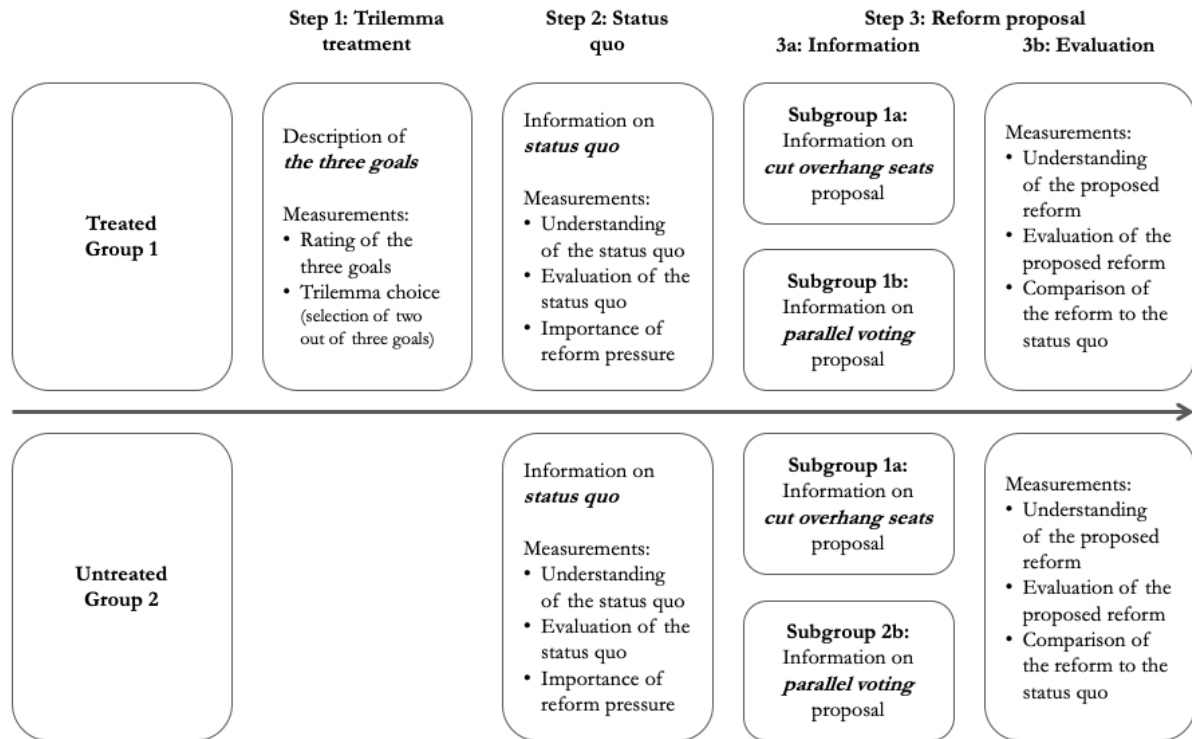 Step 1: Trilemma
treatment
Step 2: Status
quo
Step 3: Reform proposal
3a: Information
3b: Evaluation
Treated
Group 1
Description of
the three goals
Measurements:
• Rating of the
three goals
• Trilemma choice
(selection of two
out of three goals)
Information on
status quo
Measurements:
• Understanding
of the status quo
• Evaluation of the
status quo
• Importance of
reform pressure
Subgroup 1a:
Information on
cut overhang seats
proposal
Subgroup 1b:
Information on
parallel voting
proposal
Measurements:
• Understanding
of the proposed
reform
• Evaluation of the
proposed reform
• Comparison of
the reform to the
status quo
Untreated
Group 2
Information on
status quo
Measurements:
• Understanding
of the status quo
• Evaluation of the
status quo
• Importance of
reform pressure
Subgroup 1a:
Information on
cut overhang seats
proposal
Subgroup 2b:
Information on
parallel voting
proposal
Measurements:
• Understanding
of the proposed
reform
• Evaluation of the
proposed reform
• Comparison of
the reform to the
status quo